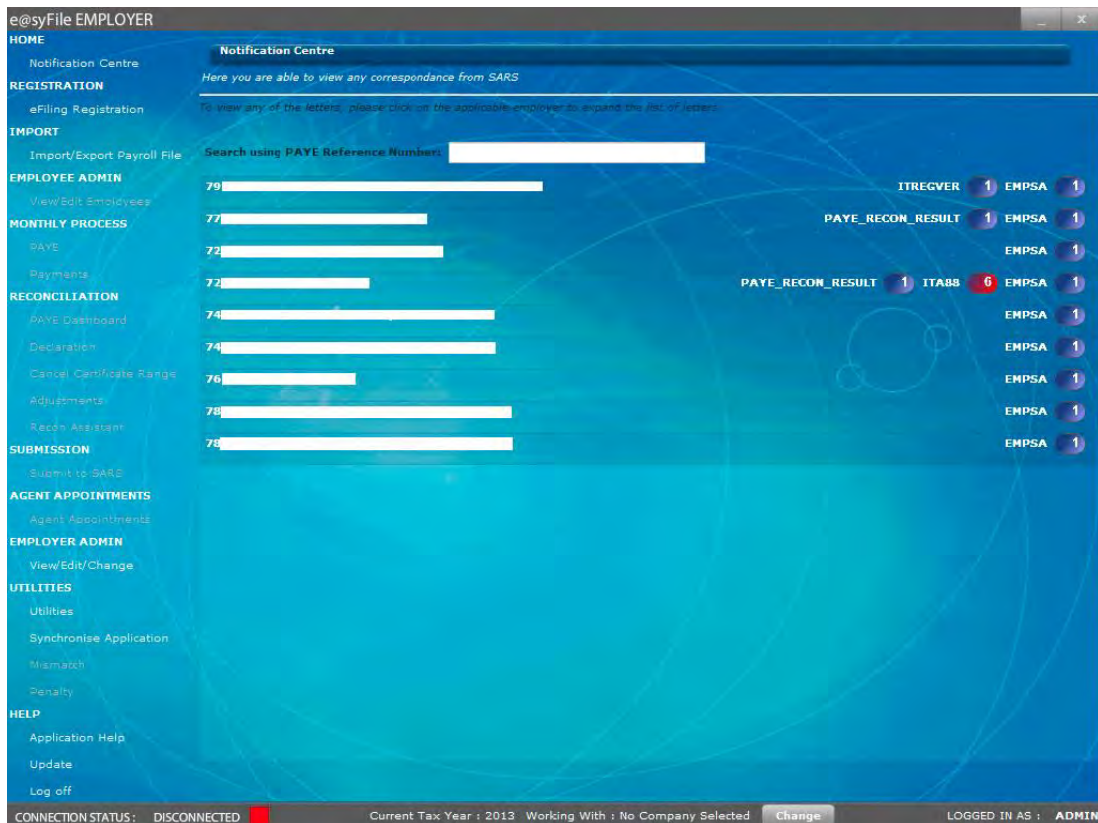 e@syFile EMPLOYER
_ X
HOME
Notification Centre
REGISTRATION
eFiling Registration
IMPORT
Import/Export Payroll File
EMPLOYEE ADMIN
View/Edit Employees
MONTHLY PROCESS
PAYE
Payments
RECONCILIATION
PAYE Dashboard
Declaration
Cancel Certificate Range
Adjustments
Recon Assistant
SUBMISSION
Submit to SARS
AGENT APPOINTMENTS
Agent Appointments
EMPLOYER ADMIN
View/Edit/Change
UTILITIES
Utilities
Synchronise Application
Mismatch
Penalty
HELP
Application Help
Update
Log off
Notification Centre
Here you are able to view any correspondance from SARS
To view any of the letters, please click on the applicable employer to expand the list of letters.
Search using PAYE Reference Number:
79 ITREGVER 1 EMPSA 1
77 PAYE_RECON_RESULT 1 EMPSA 1
72 EMPSA 1
72 PAYE_RECON_RESULT 1 ITA88 6 EMPSA 1
74 EMPSA 1
74 EMPSA 1
76 EMPSA 1
78 EMPSA 1
78 EMPSA 1
CONNECTION STATUS : DISCONNECTED Current Tax Year : 2013 Working With : No Company Selected Change LOGGED IN AS : ADMIN